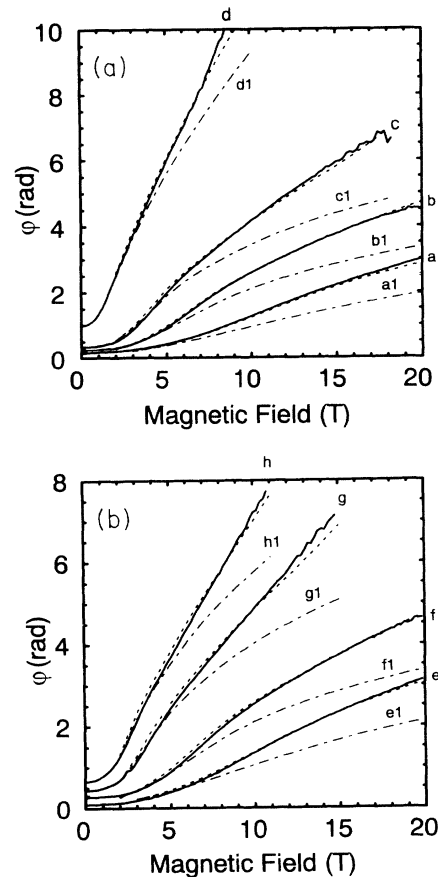 d
10
(a)
d1
8
c
6
φ (rad)
c1
b
4
b1
a
2
a1
0
0 5 10 15 20
Magnetic Field (T)
h
8
g
(b)
h1
6
g1
φ (rad)
f
4
f1
e
2
e1
0
0 5 10 15 20
Magnetic Field (T)